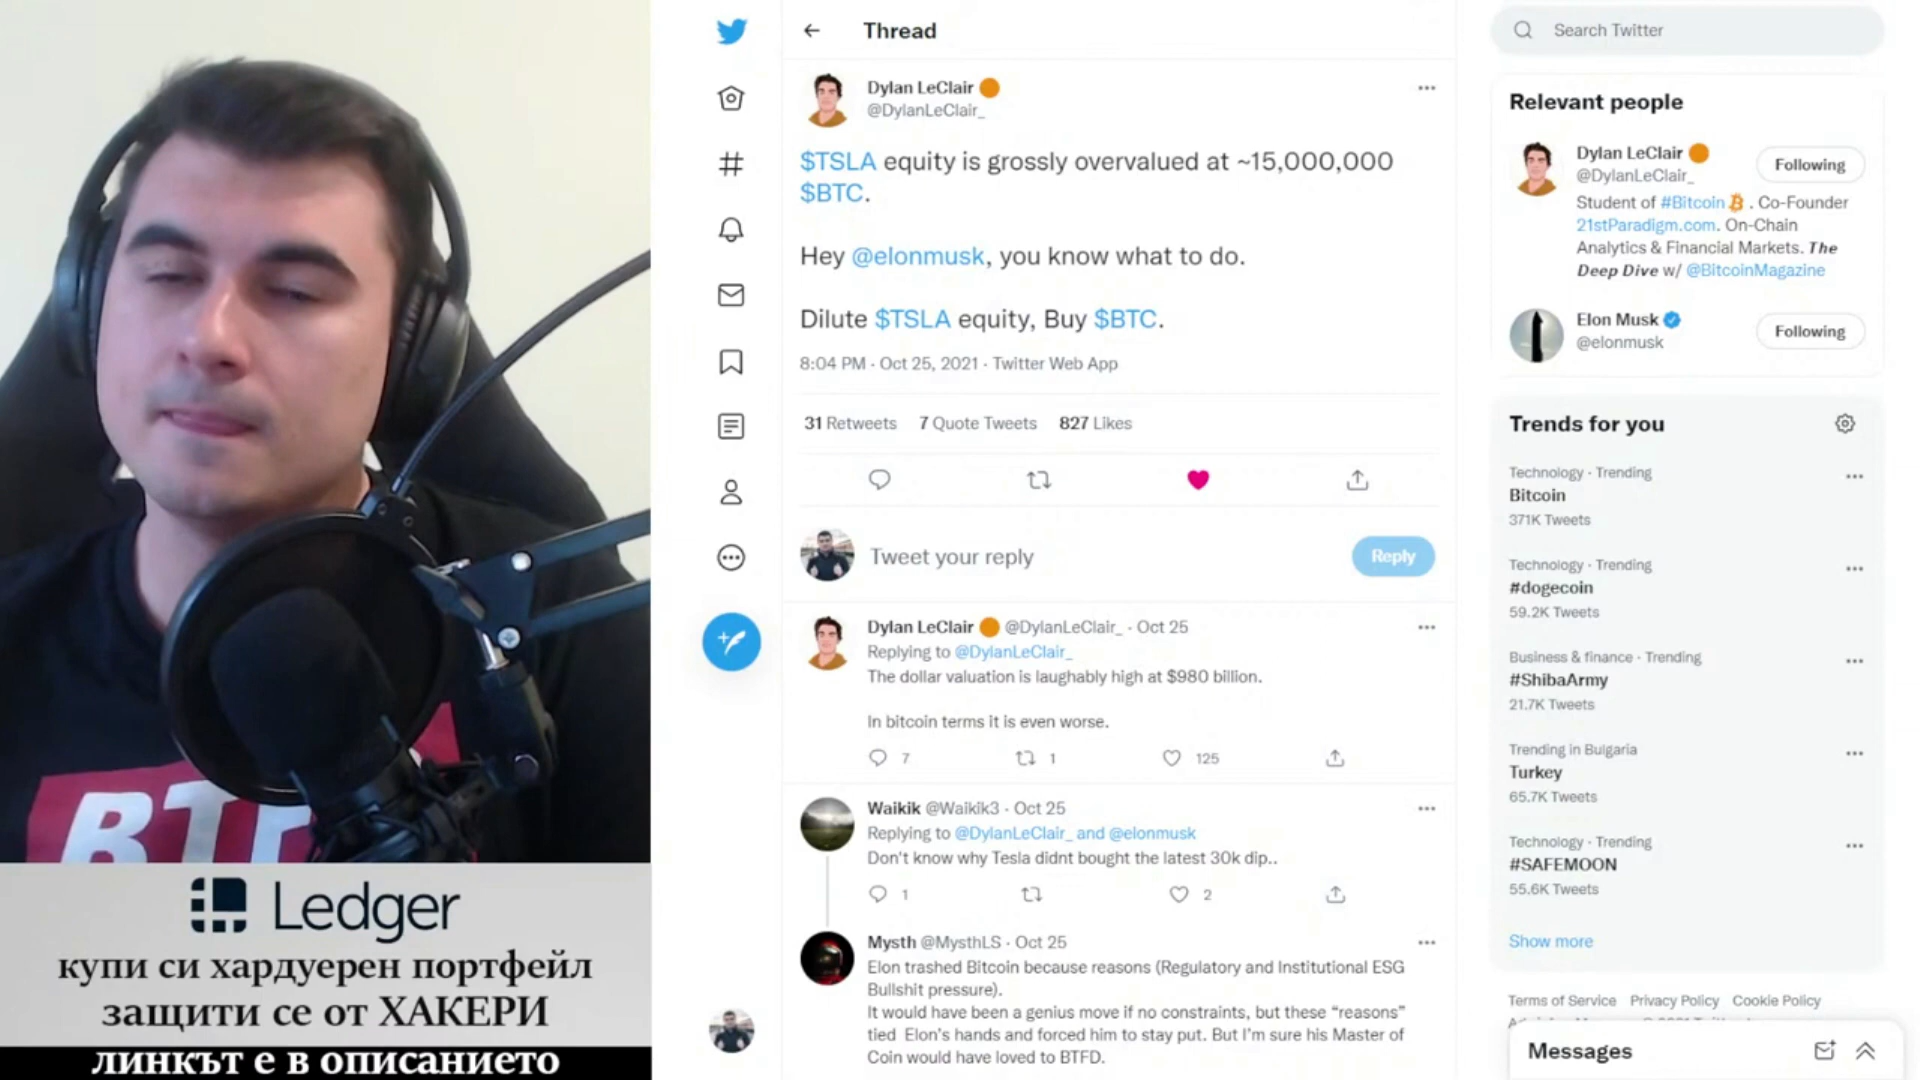 Thread
Dylan LeClair
@DylanLeClair_
$TSLA equity is grossly overvalued at ~15,000,000
$BTC.
Hey @elonmusk, you know what to do.
Dilute $TSLA equity, Buy $BTC.
8:04 PM · Oct 25, 2021 · Twitter Web App
31 Retweets 7 Quote Tweets 827 Likes
Tweet your reply
Reply
Dylan LeClair @DylanLeClair_ · Oct 25
Replying to @DylanLeClair_
The dollar valuation is laughably high at $980 billion.
In bitcoin terms it is even worse.
7 1 125
Waikik @Waikik3 · Oct 25
Replying to @DylanLeClair_ and @elonmusk
Don't know why Tesla didnt bought the latest 30k dip..
1 2
Mysth @MysthLS · Oct 25
Elon trashed Bitcoin because reasons (Regulatory and Institutional ESG
Bullshit pressure).
It would have been a genius move if no constraints, but these “reasons”
tied Elon's hands and forced him to stay put. But I'm sure his Master of
Coin would have loved to BTFD.
Search Twitter
Relevant people
Dylan LeClair
Following
@DylanLeClair_
Student of #Bitcoin . Co-Founder
21stParadigm.com. On-Chain
Analytics & Financial Markets. The
Deep Dive w/ @BitcoinMagazine
Elon Musk
Following
@elonmusk
Trends for you
Technology · Trending
Bitcoin
371K Tweets
Technology · Trending
#dogecoin
59.2K Tweets
Business & finance · Trending
#ShibaArmy
21.7K Tweets
Trending in Bulgaria
Turkey
65.7K Tweets
Technology · Trending
#SAFEMOON
55.6K Tweets
Show more
Terms of Service Privacy Policy Cookie Policy
Messages
Ledger
купи си хардуерен портфейл
защити се от ХАКЕРИ
линкът е в описанието